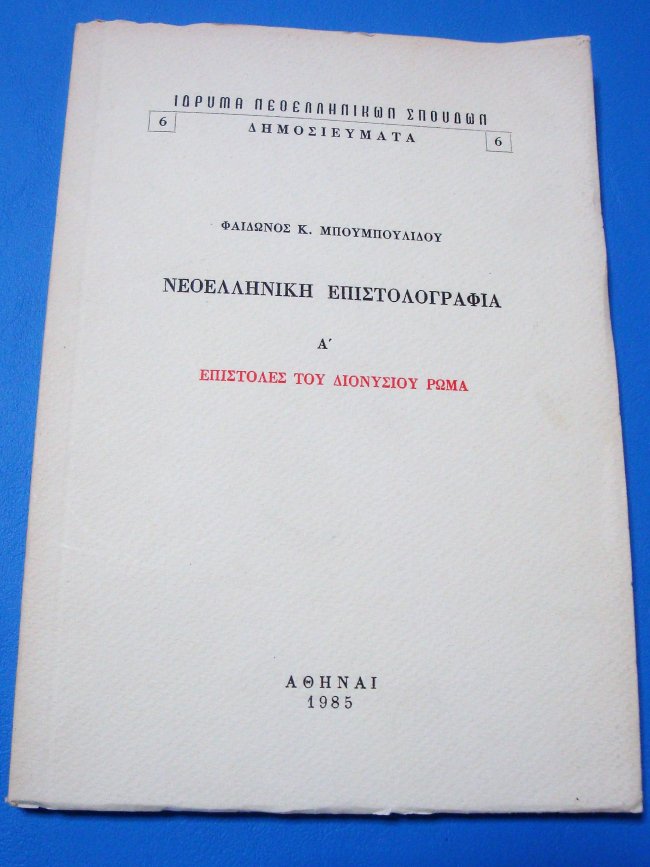 ΙΔΡΥΜΑ ΝΕΟΕΛΛΗΝΙΚΩΝ ΣΠΟΥΔΩΝ
6 ΔΗΜΟΣΙΕΥΜΑΤΑ 6
ΦΑΙΔΩΝΟΣ Κ. ΜΠΟΥΜΠΟΥΛΙΔΟΥ
ΝΕΟΕΛΛΗΝΙΚΗ ΕΠΙΣΤΟΛΟΓΡΑΦΙΑ
Α΄
ΕΠΙΣΤΟΛΕΣ ΤΟΥ ΔΙΟΝΥΣΙΟΥ ΡΩΜΑ
ΑΘΗΝΑΙ
1985